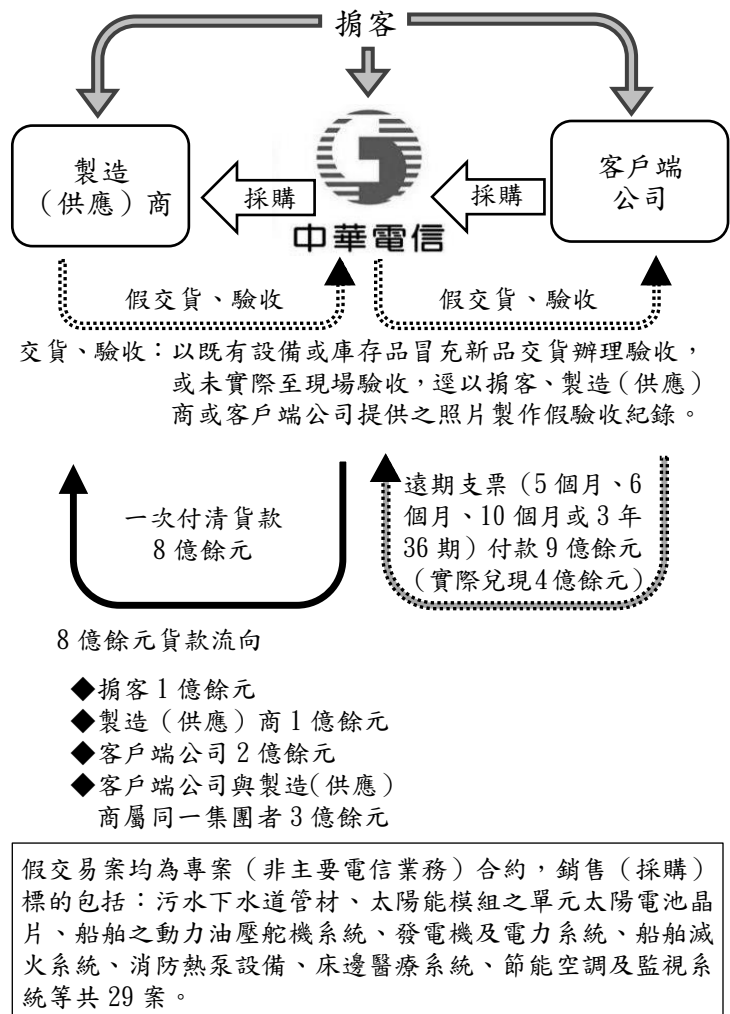 掮客
製造
(供應)商
採購
中華電信
採購
客戶端
公司
假交貨、驗收
假交貨、驗收
交貨、驗收：以既有設備或庫存品冒充新品交貨辦理驗收，
或未實際至現場驗收，逕以掮客、製造(供應)
商或客戶端公司提供之照片製作假驗收紀錄。
一次付清貨款
8億餘元
遠期支票(5個月、6
個月、10個月或3年
36期)付款9億餘元
(實際兌現4億餘元)
8億餘元貨款流向
◆掮客1億餘元
◆製造(供應)商1億餘元
◆客戶端公司2億餘元
◆客戶端公司與製造(供應)
商屬同一集團者3億餘元
假交易案均為專案(非主要電信業務)合約，銷售(採購)
標的包括：污水下水道管材、太陽能模組之單元太陽電池晶
片、船舶之動力油壓舵機系統、發電機及電力系統、船舶滅
火系統、消防熱泵設備、床邊醫療系統、節能空調及監視系
統等共29案。